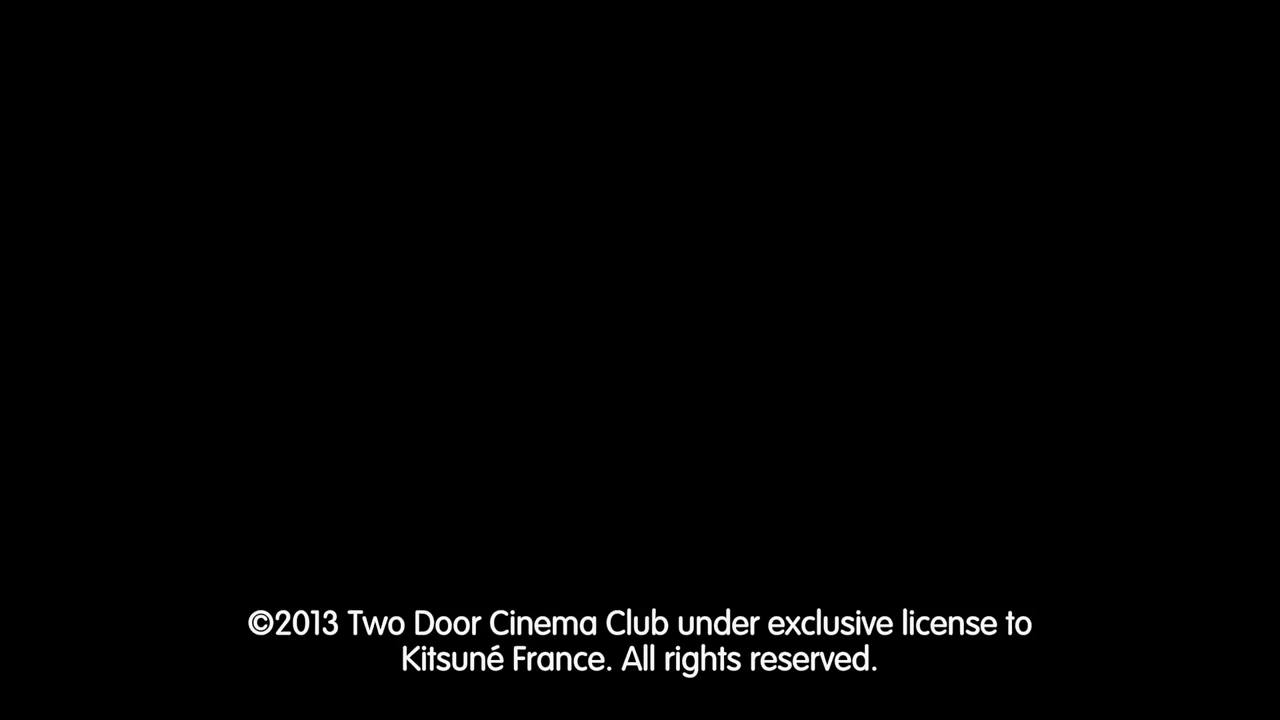 ©2013 Two Door Cinema Club under exclusive license to
Kitsuné France. All rights reserved.